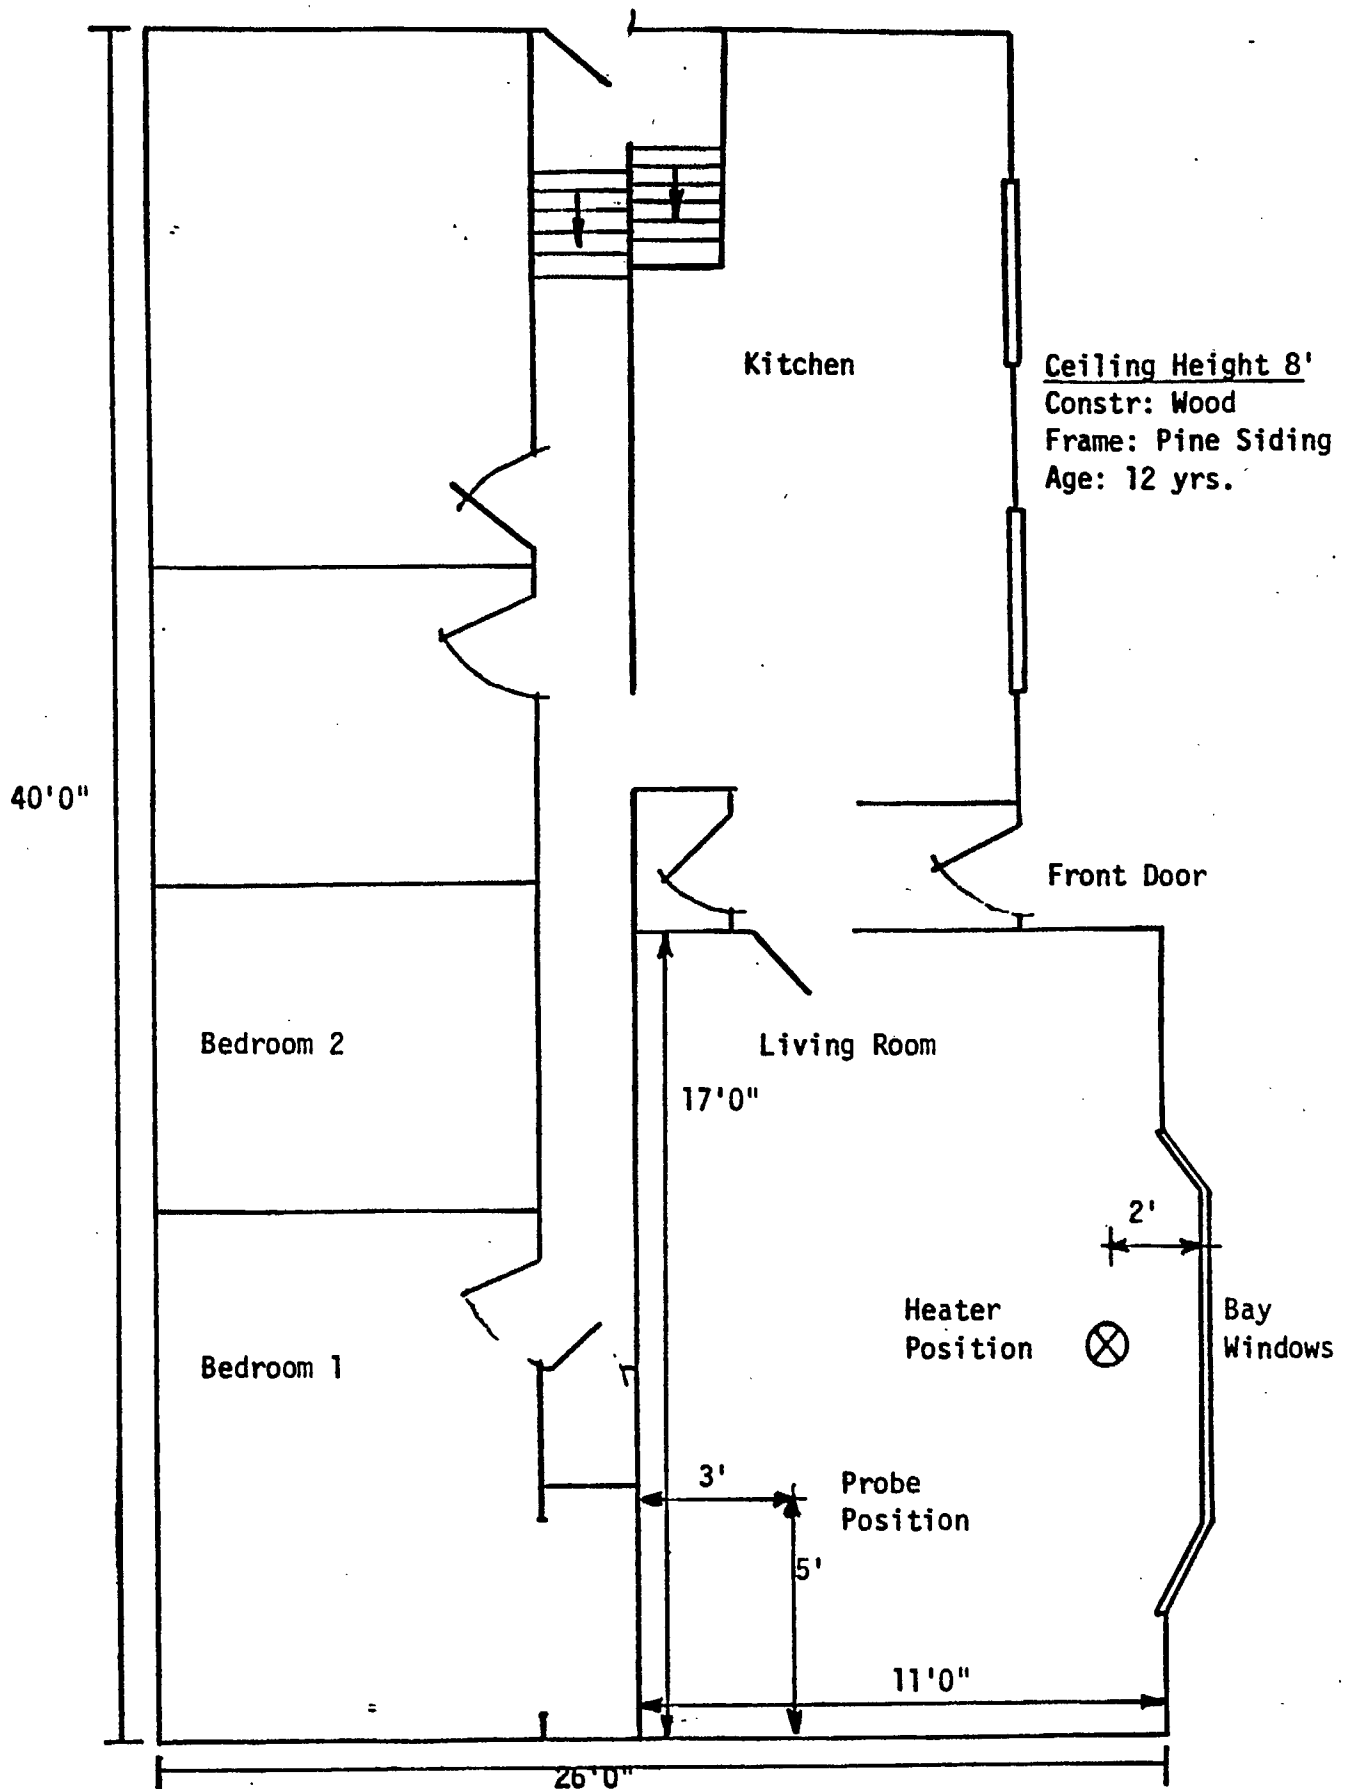 Kitchen
Ceiling Height 8'
Constr: Wood
Frame: Pine Siding
Age: 12 yrs.
40'0"
Front Door
Bedroom 2
Living Room
17'0"
2'
Heater
Position
Bay
Windows
Bedroom 1
3'
Probe
Position
5'
11'0"
26'0"